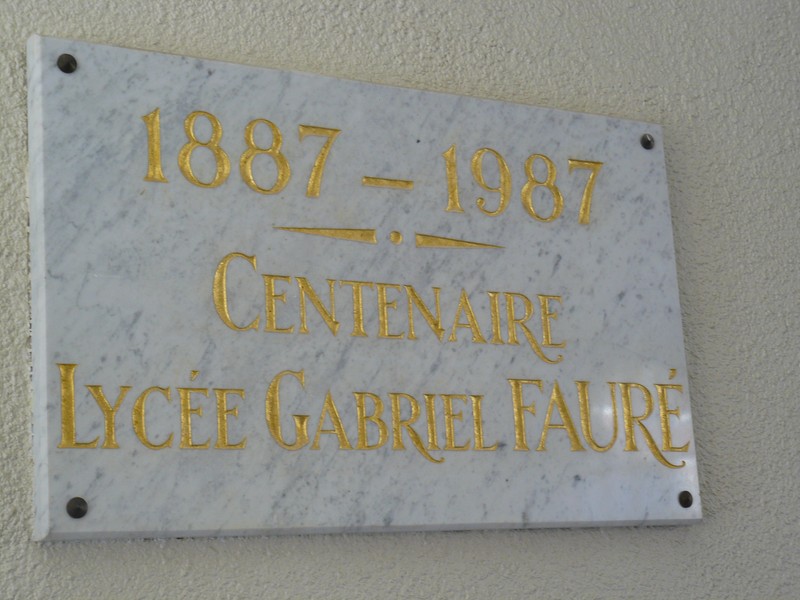 1887 – 1987
Centenaire
Lycée Gabriel Fauré